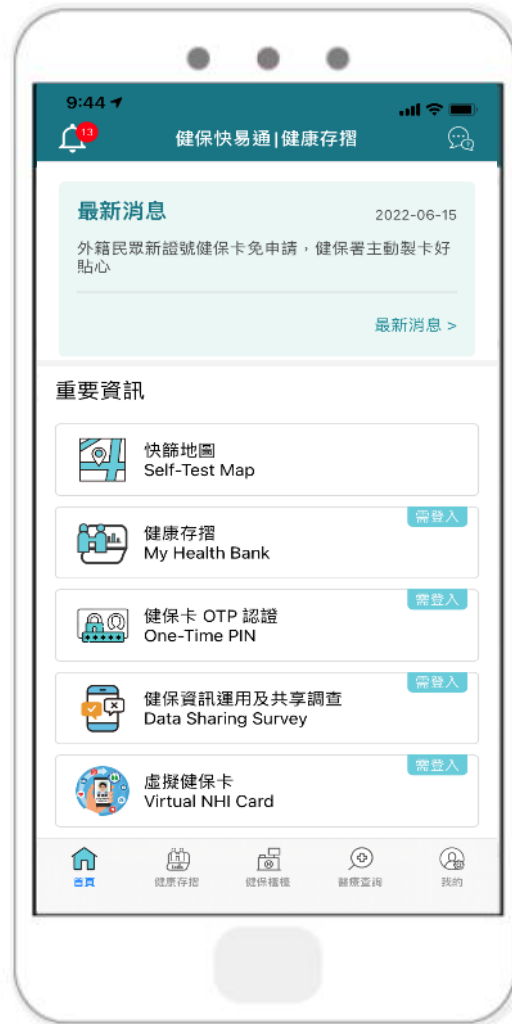 9:44
13
健保快易通|健康存摺
最新消息
2022-06-15
外籍民眾新證號健保卡免申請，健保署主動製卡好
貼心
最新消息 >
重要資訊
快篩地圖
Self-Test Map
需登入
健康存摺
My Health Bank
需登入
健保卡 OTP 認證
One-Time PIN
需登入
健保資訊運用及共享調查
Data Sharing Survey
需登入
虛擬健保卡
Virtual NHI Card
首頁
健康存摺
健保櫃檯
醫療查詢
我的